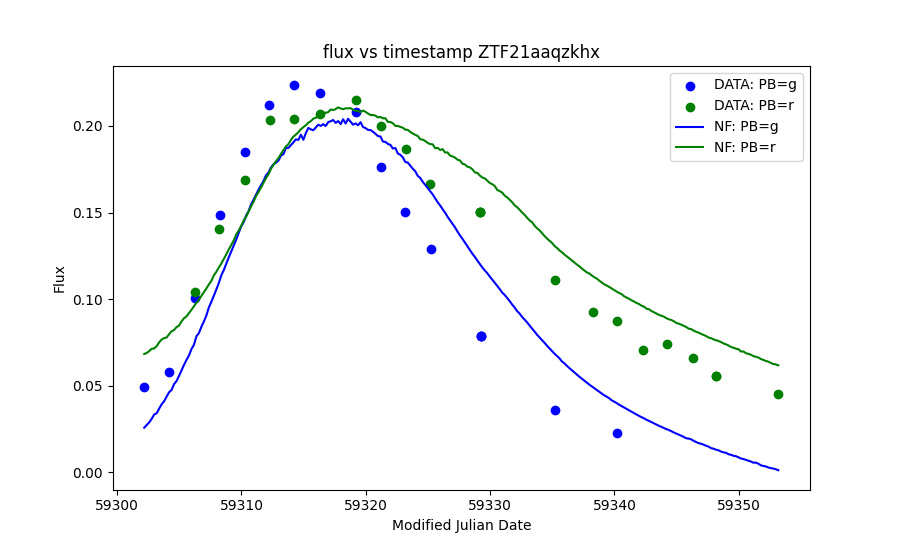 flux vs timestamp ZTF21aaqzkhx
DATA: PB=g
DATA: PB=r
NF: PB=g
NF: PB=r
0.20
0.15
0.10
0.05
0.00
Flux
59300 59310 59320 59330 59340 59350
Modified Julian Date